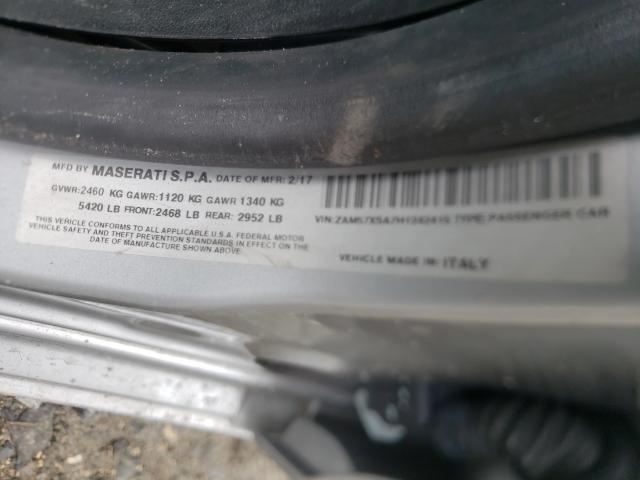 MFD BY MASERATI S.P.A. DATE OF MFR: 2/17
GVWR:2460 KG GAWR:1120 KG GAWR 1340 KG
5420 LB FRONT:2468 LB REAR: 2952 LB
THIS VEHICLE CONFORMS TO ALL APPLICABLE U.S.A. FEDERAL MOTOR
VEHICLE SAFETY AND THEFT PREVENTION STANDARDS IN EFFECT ON THE
DATE OF MANUFACTURE SHOWN ABOVE.
VIN: TYPE:PASSENGER CAR
VEHICLE MADE IN: ITALY